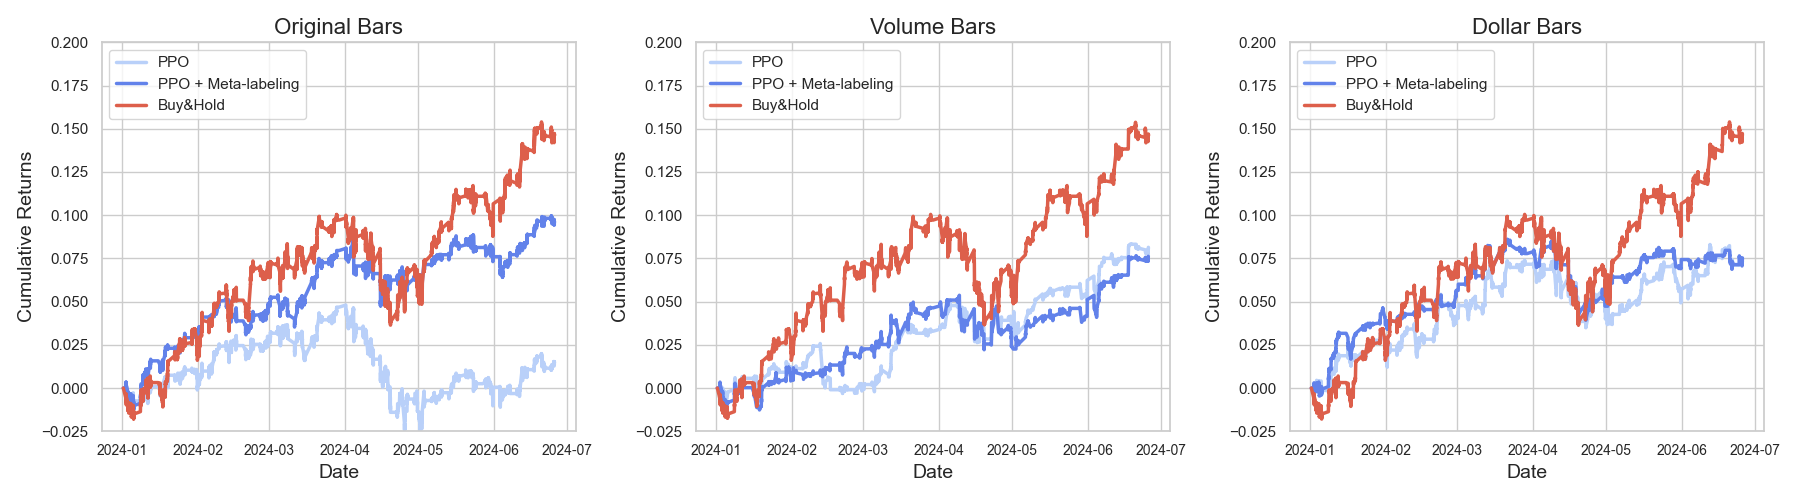 Original Bars
Cumulative Returns
0.200
0.175
0.150
0.125
0.100
0.075
0.050
0.025
0.000
−0.025
PPO
PPO + Meta-labeling
Buy&Hold
2024-01 2024-02 2024-03 2024-04 2024-05 2024-06 2024-07
Date
Volume Bars
Cumulative Returns
0.200
0.175
0.150
0.125
0.100
0.075
0.050
0.025
0.000
−0.025
PPO
PPO + Meta-labeling
Buy&Hold
2024-01 2024-02 2024-03 2024-04 2024-05 2024-06 2024-07
Date
Dollar Bars
Cumulative Returns
0.200
0.175
0.150
0.125
0.100
0.075
0.050
0.025
0.000
−0.025
PPO
PPO + Meta-labeling
Buy&Hold
2024-01 2024-02 2024-03 2024-04 2024-05 2024-06 2024-07
Date